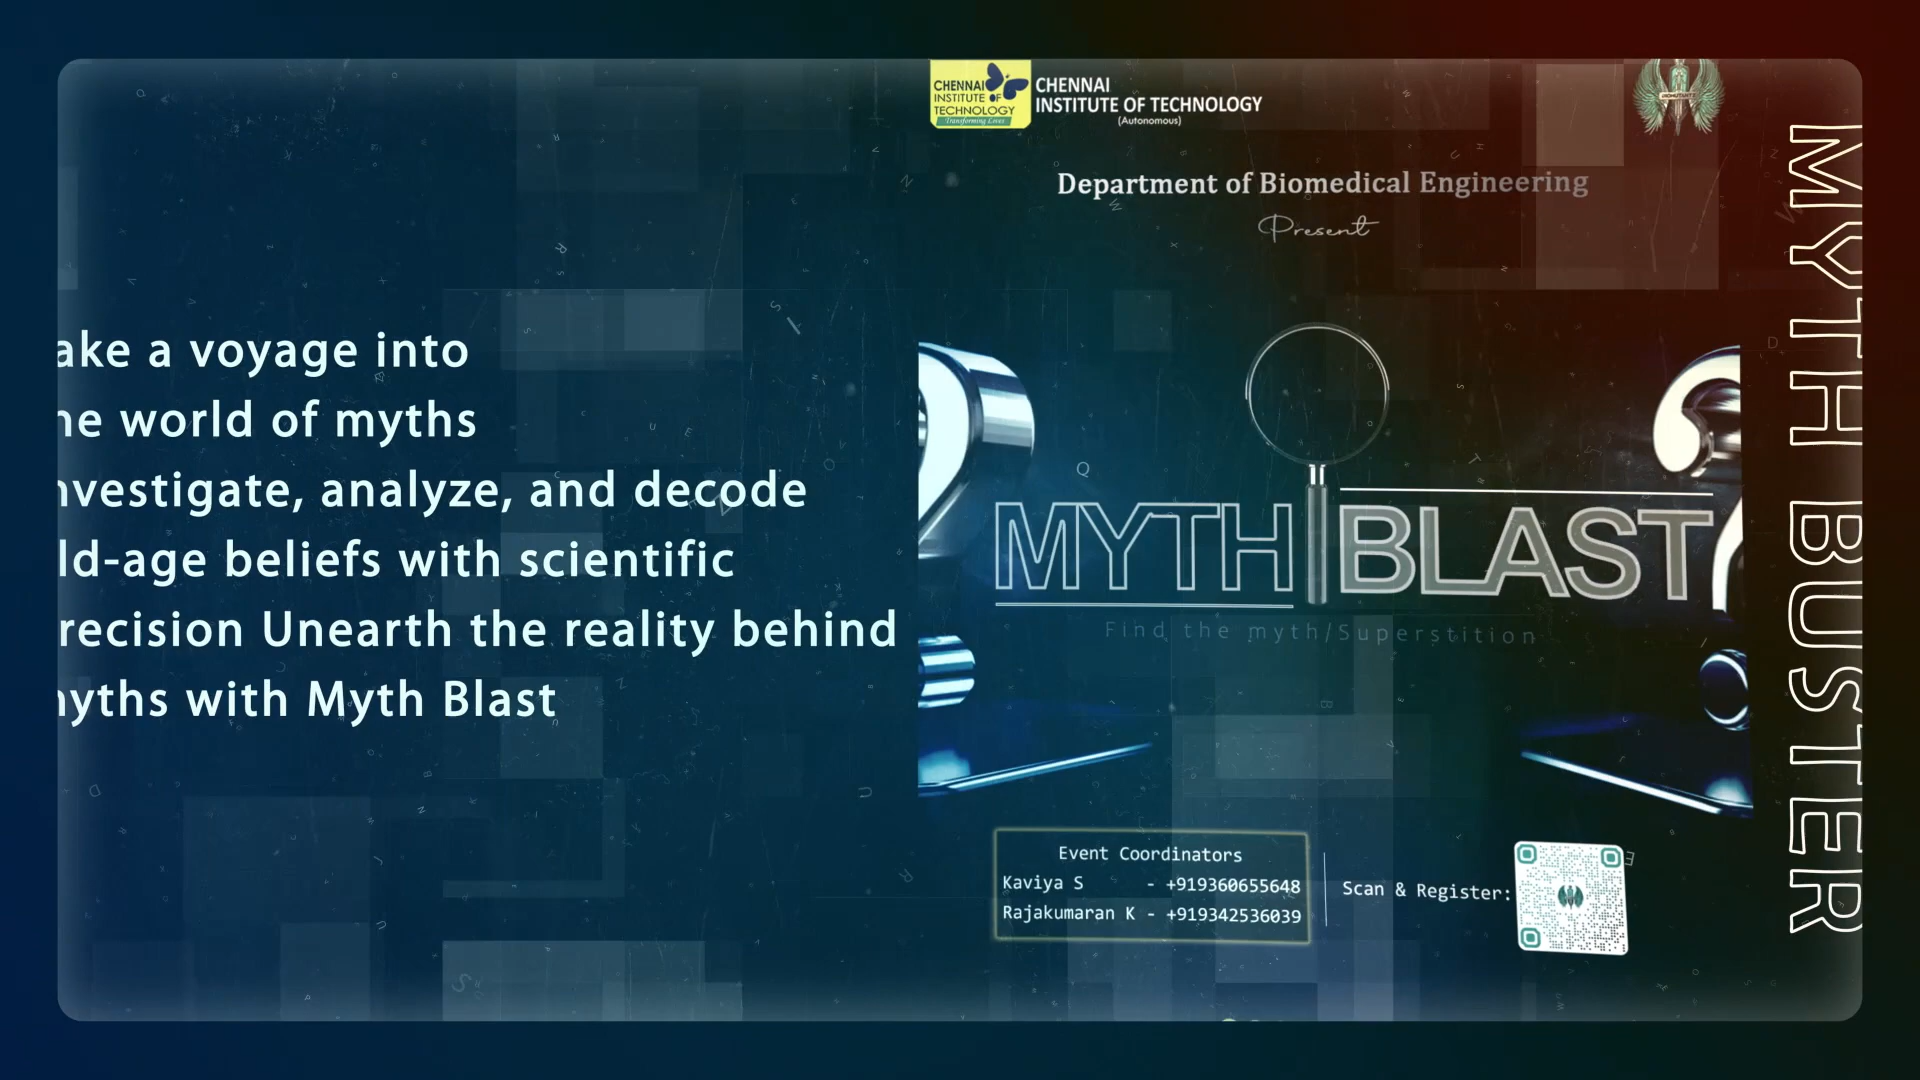 ake a voyage into
he world of myths
nvestigate, analyze, and decode
ld-age beliefs with scientific
recision Unearth the reality behind
myths with Myth Blast
CHENNAI
INSTITUTE OF
TECHNOLOGY
Transforming Lives
CHENNAI
INSTITUTE OF TECHNOLOGY
(Autonomous)
Department of Biomedical Engineering
Present
MYTH BLAST
Find the myth/Superstition
Event Coordinators
Kaviya S - +919360655648
Rajakumaran K - +919342536039
Scan & Register:
MYTH BUSTER